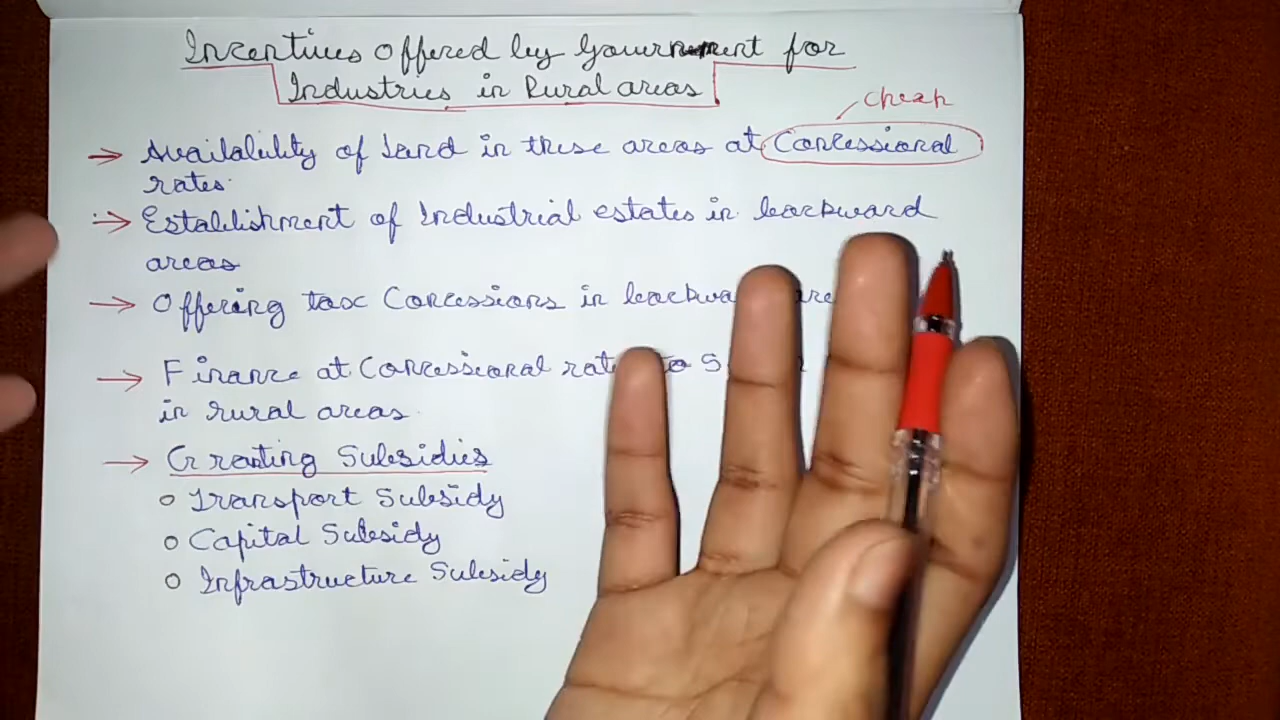 Incentives Offered by Government for
Industries in Rural areas
cheap
Availability of Land in these areas at Concessional
rates.
Establishment of Industrial estates in backward
areas
Offering tax Concessions in
Finance at Concessional
in rural areas.
Granting Subsidies
Transport Subsidy
Capital Subsidy
Infrastructure Subsidy